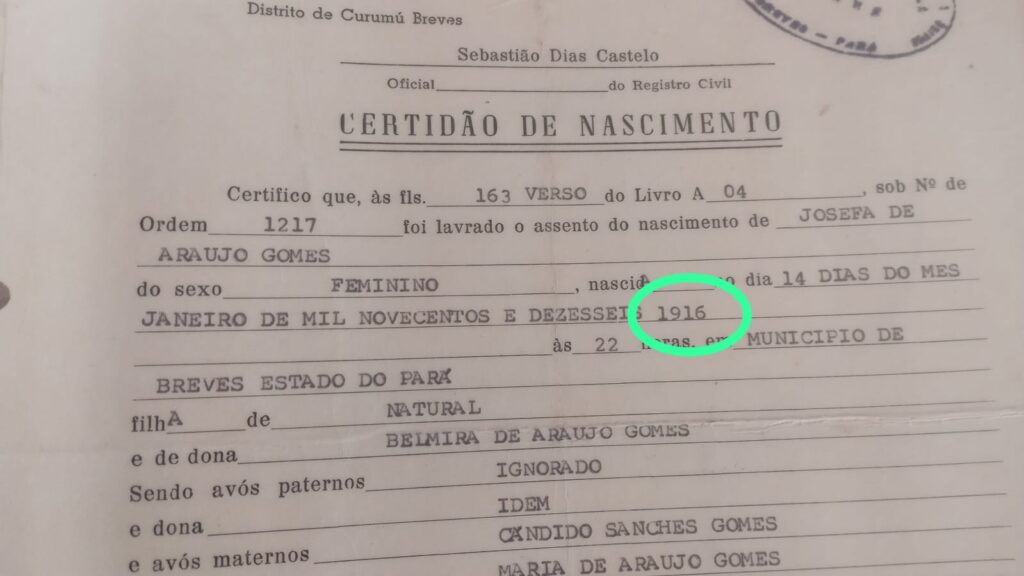 Distrito de Curumú Breves
BREVES — PARÁ
Sebastião Dias Castelo
Oficial do Registro Civil
CERTIDÃO DE NASCIMENTO
Certifico que, às fls. 163 VERSO do Livro A 04, sob Nº de
Ordem 1217 foi lavrado o assento do nascimento de JOSEFA DE
ARAUJO GOMES
do sexo FEMININO, nascidA no dia 14 DIAS DO MES
JANEIRO DE MIL NOVECENTOS E DEZESSEIS 1916
às 22 horas, em MUNICIPIO DE
BREVES ESTADO DO PARÁ
filhA de NATURAL
e de dona BELMIRA DE ARAUJO GOMES
Sendo avós paternos IGNORADO
e dona IDEM
e avós maternos CÂNDIDO SANCHES GOMES
MARIA DE ARAUJO GOMES